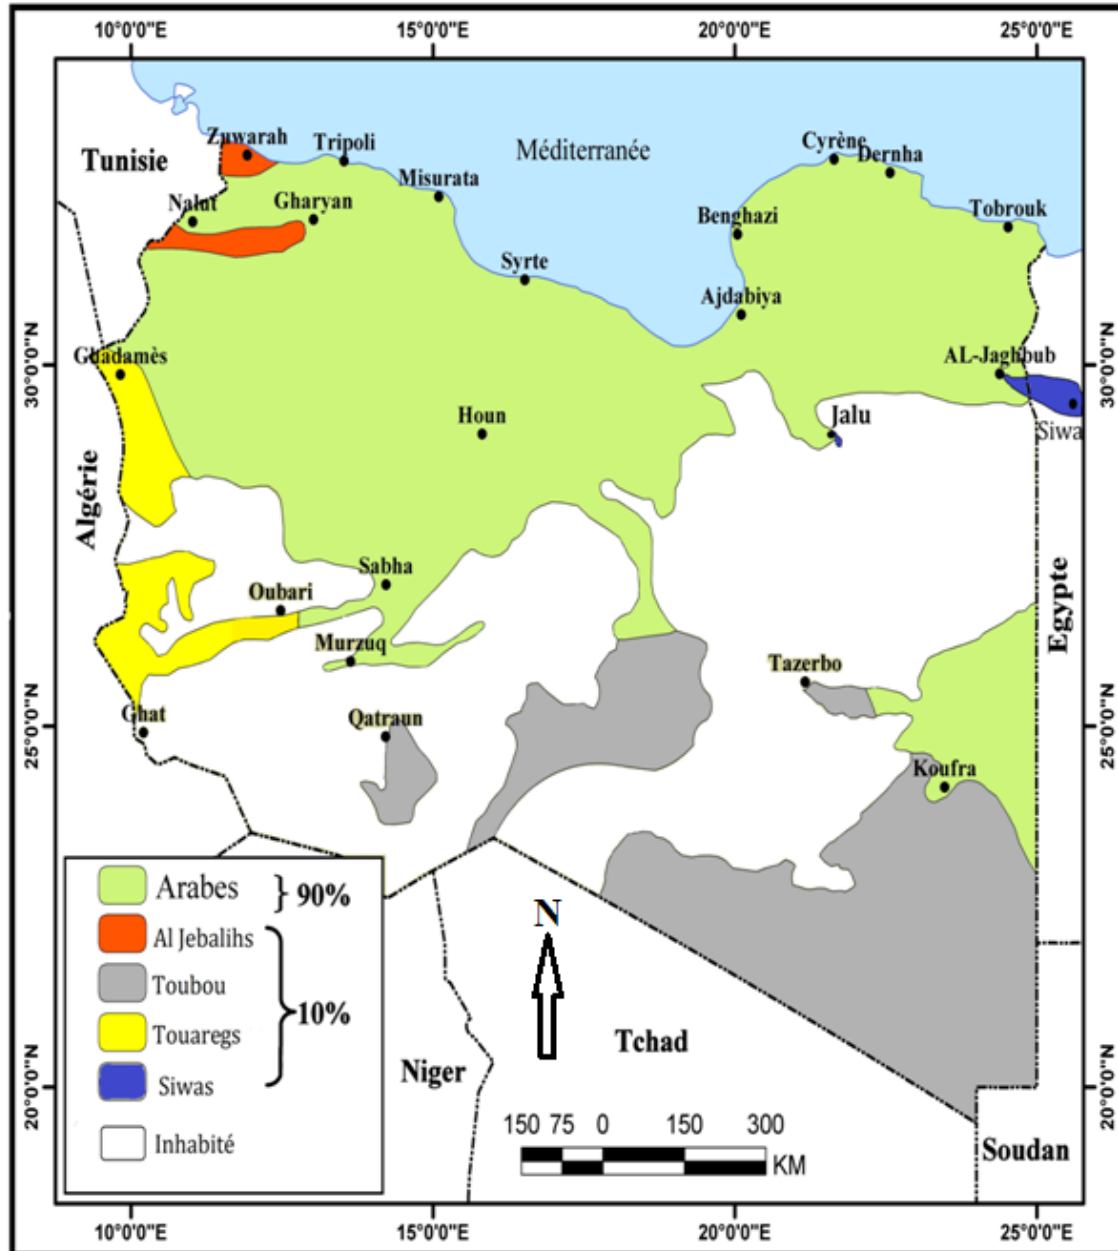 10°0'0"E 15°0'0"E 20°0'0"E 25°0'0"E
Zuwarah
Tripoli
Méditerranée
Cyrène
Dernha
Tunisie
Misurata
Nalut
Gharyan
Benghazi
Tobrouk
Syrte
Ajdabiya
30°0'0"N
Ghadamès
AL-Jaghbub
30°0'0"N
Houn
Jalu
Siwa
Algérie
Sabha
Oubari
Egypte
Murzuq
Tazerbo
25°0'0"N
Ghat
Qatraun
25°0'0"N
Koufra
Arabes } 90%
Al Jebalihs
Toubou
10%
Touaregs
Siwas
Inhabité
N
Tchad
Niger
20°0'0"N
20°0'0"N
150 75 0 150 300
KM
Soudan
10°0'0"E 15°0'0"E 20°0'0"E 25°0'0"E